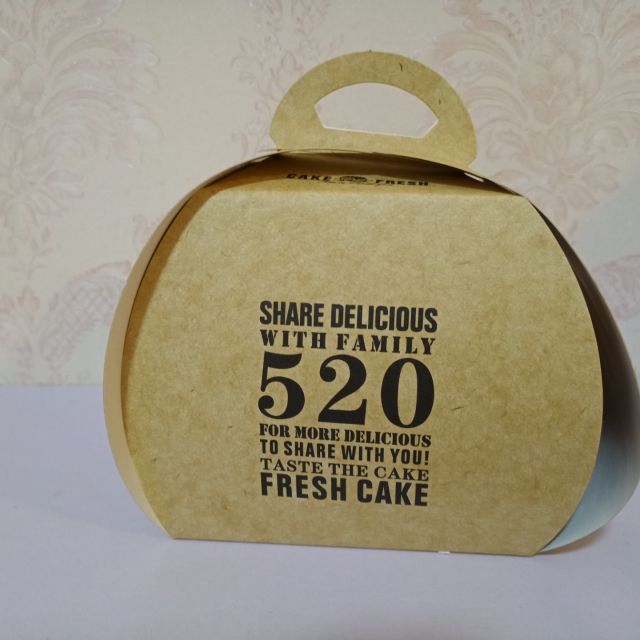 CAKE FRESH
SHARE DELICIOUS
WITH FAMILY
520
FOR MORE DELICIOUS
TO SHARE WITH YOU!
TASTE THE CAKE
FRESH CAKE